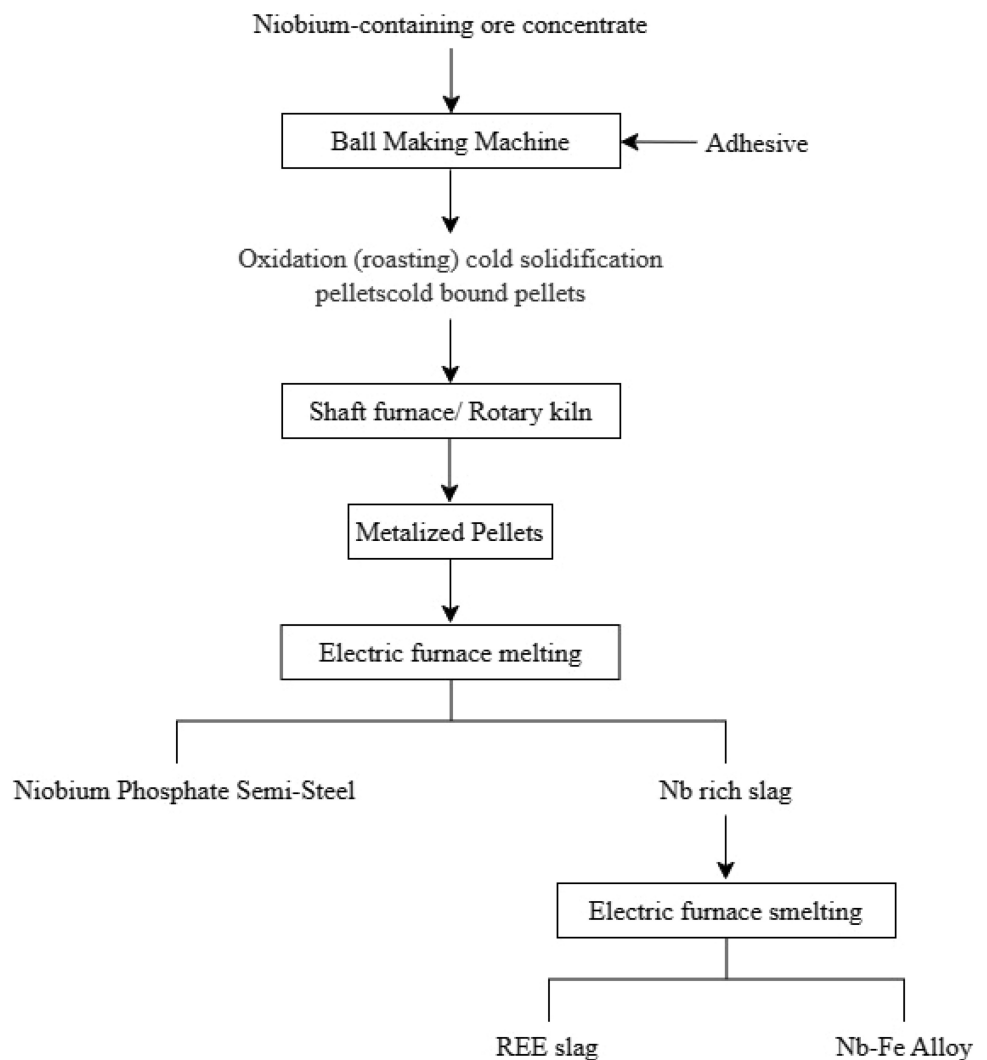 Niobium-containing ore concentrate
Ball Making Machine
Adhesive
Oxidation (roasting) cold solidification
pelletscold bound pellets
Shaft furnace/ Rotary kiln
Metalized Pellets
Electric furnace melting
Niobium Phosphate Semi-Steel
Nb rich slag
Electric furnace smelting
REE slag
Nb-Fe Alloy